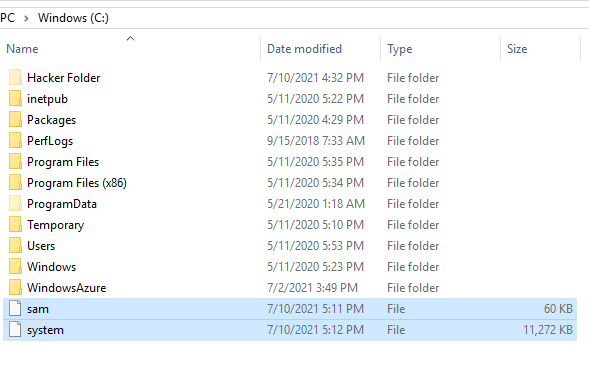 PC > Windows (C:)
Name Date modified Type Size
Hacker Folder 7/10/2021 4:32 PM File folder
inetpub 5/11/2020 5:22 PM File folder
Packages 5/11/2020 4:29 PM File folder
PerfLogs 9/15/2018 7:33 AM File folder
Program Files 5/11/2020 5:35 PM File folder
Program Files (x86) 5/11/2020 5:34 PM File folder
ProgramData 5/21/2020 1:18 AM File folder
Temporary 5/11/2020 5:10 PM File folder
Users 5/11/2020 5:53 PM File folder
Windows 5/11/2020 5:23 PM File folder
WindowsAzure 7/2/2021 3:49 PM File folder
sam 7/10/2021 5:11 PM File 60 KB
system 7/10/2021 5:12 PM File 11,272 KB